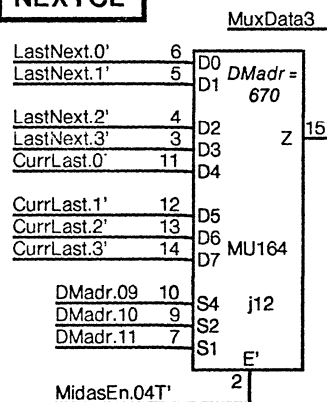 NEXTCL
MuxData3
LastNext.0' 6 D0 DMadr =
LastNext.1' 5 D1 670
LastNext.2' 4 D2
LastNext.3' 3 D3 Z 15
CurrLast.0' 11 D4
CurrLast.1' 12 D5
CurrLast.2' 13 D6
CurrLast.3' 14 D7 MU164
DMadr.09 10 S4 j12
DMadr.10 9 S2
DMadr.11 7 S1
E'
2
MidasEn.04T'